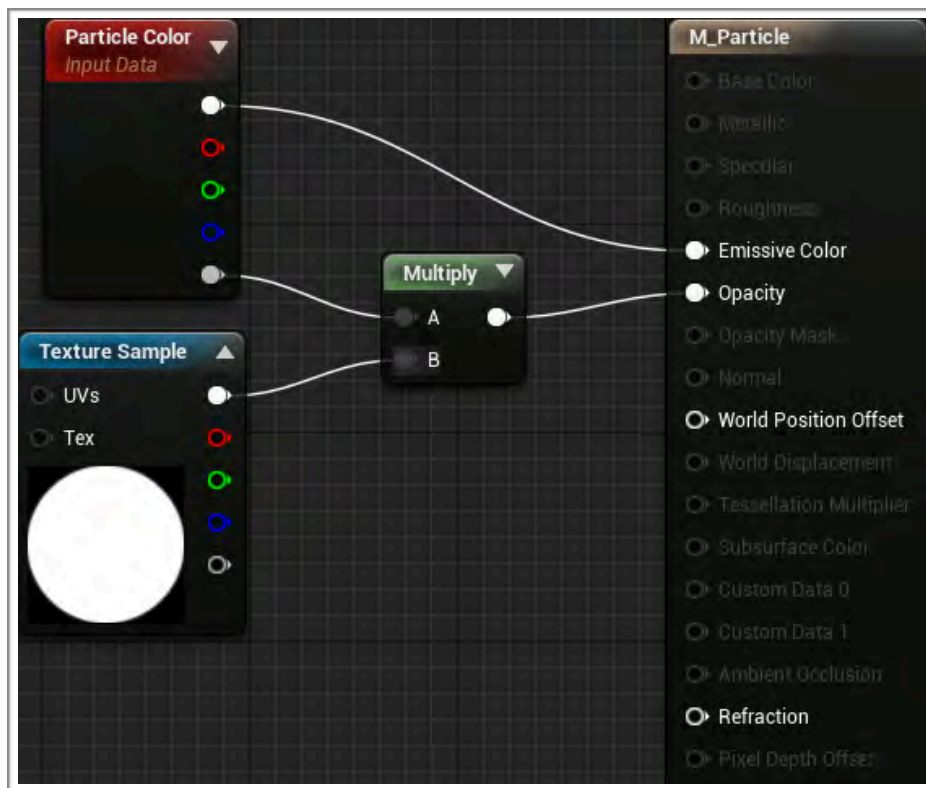 Particle Color
Input Data
Texture Sample
UVs
Tex
Multiply
A
B
M_Particle
Base Color
Metallic
Specular
Roughness
Emissive Color
Opacity
Opacity Mask
Normal
World Position Offset
World Displacement
Tessellation Multiplier
Subsurface Color
Custom Data 0
Custom Data 1
Ambient Occlusion
Refraction
Pixel Depth Offset